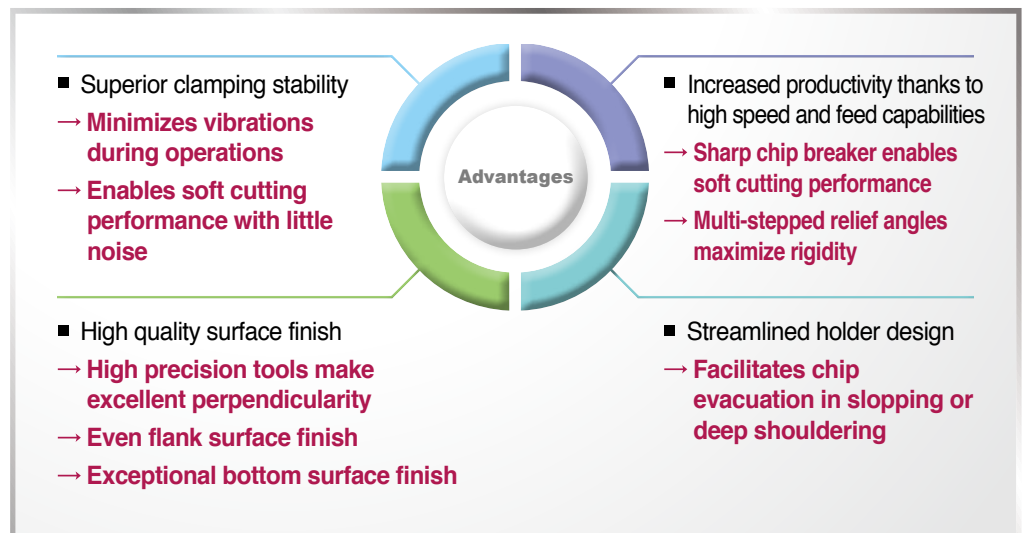 ■ Superior clamping stability
→ Minimizes vibrations
during operations
→ Enables soft cutting
performance with little
noise
Advantages
■ Increased productivity thanks to
high speed and feed capabilities
→ Sharp chip breaker enables
soft cutting performance
→ Multi-stepped relief angles
maximize rigidity
■ High quality surface finish
→ High precision tools make
excellent perpendicularity
→ Even flank surface finish
→ Exceptional bottom surface finish
■ Streamlined holder design
→ Facilitates chip
evacuation in slopping or
deep shouldering